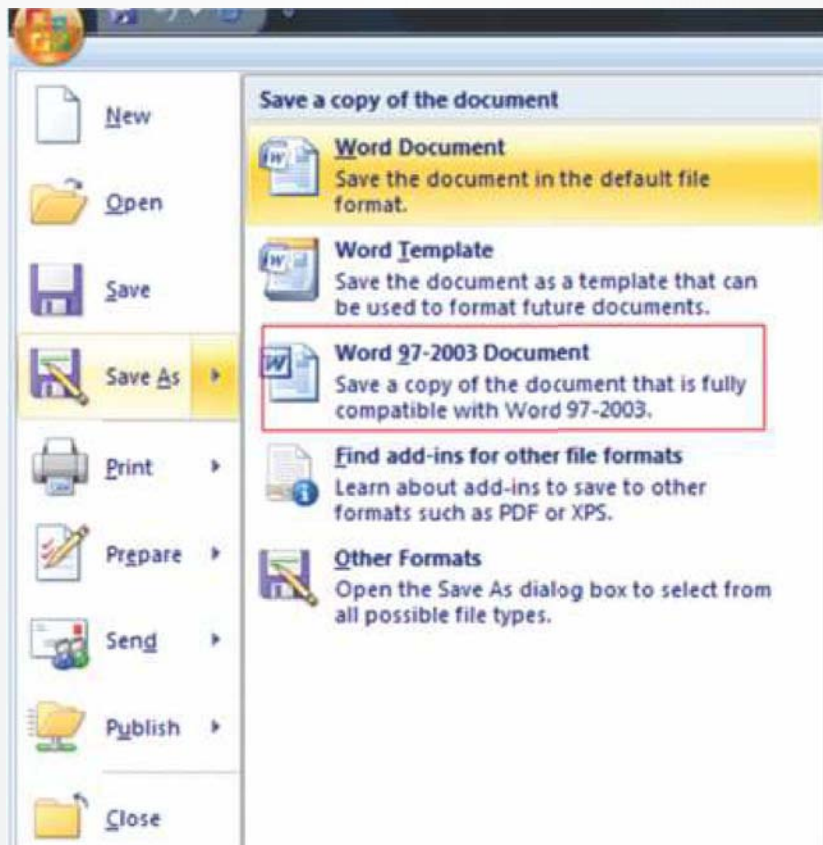 New
Open
Save
Save As
Print
Prepare
Send
Publish
Close
Save a copy of the document
Word Document
Save the document in the default file
format.
Word Template
Save the document as a template that can
be used to format future documents.
Word 97-2003 Document
Save a copy of the document that is fully
compatible with Word 97-2003.
Find add-ins for other file formats
Learn about add-ins to save to other
formats such as PDF or XPS.
Other Formats
Open the Save As dialog box to select from
all possible file types.